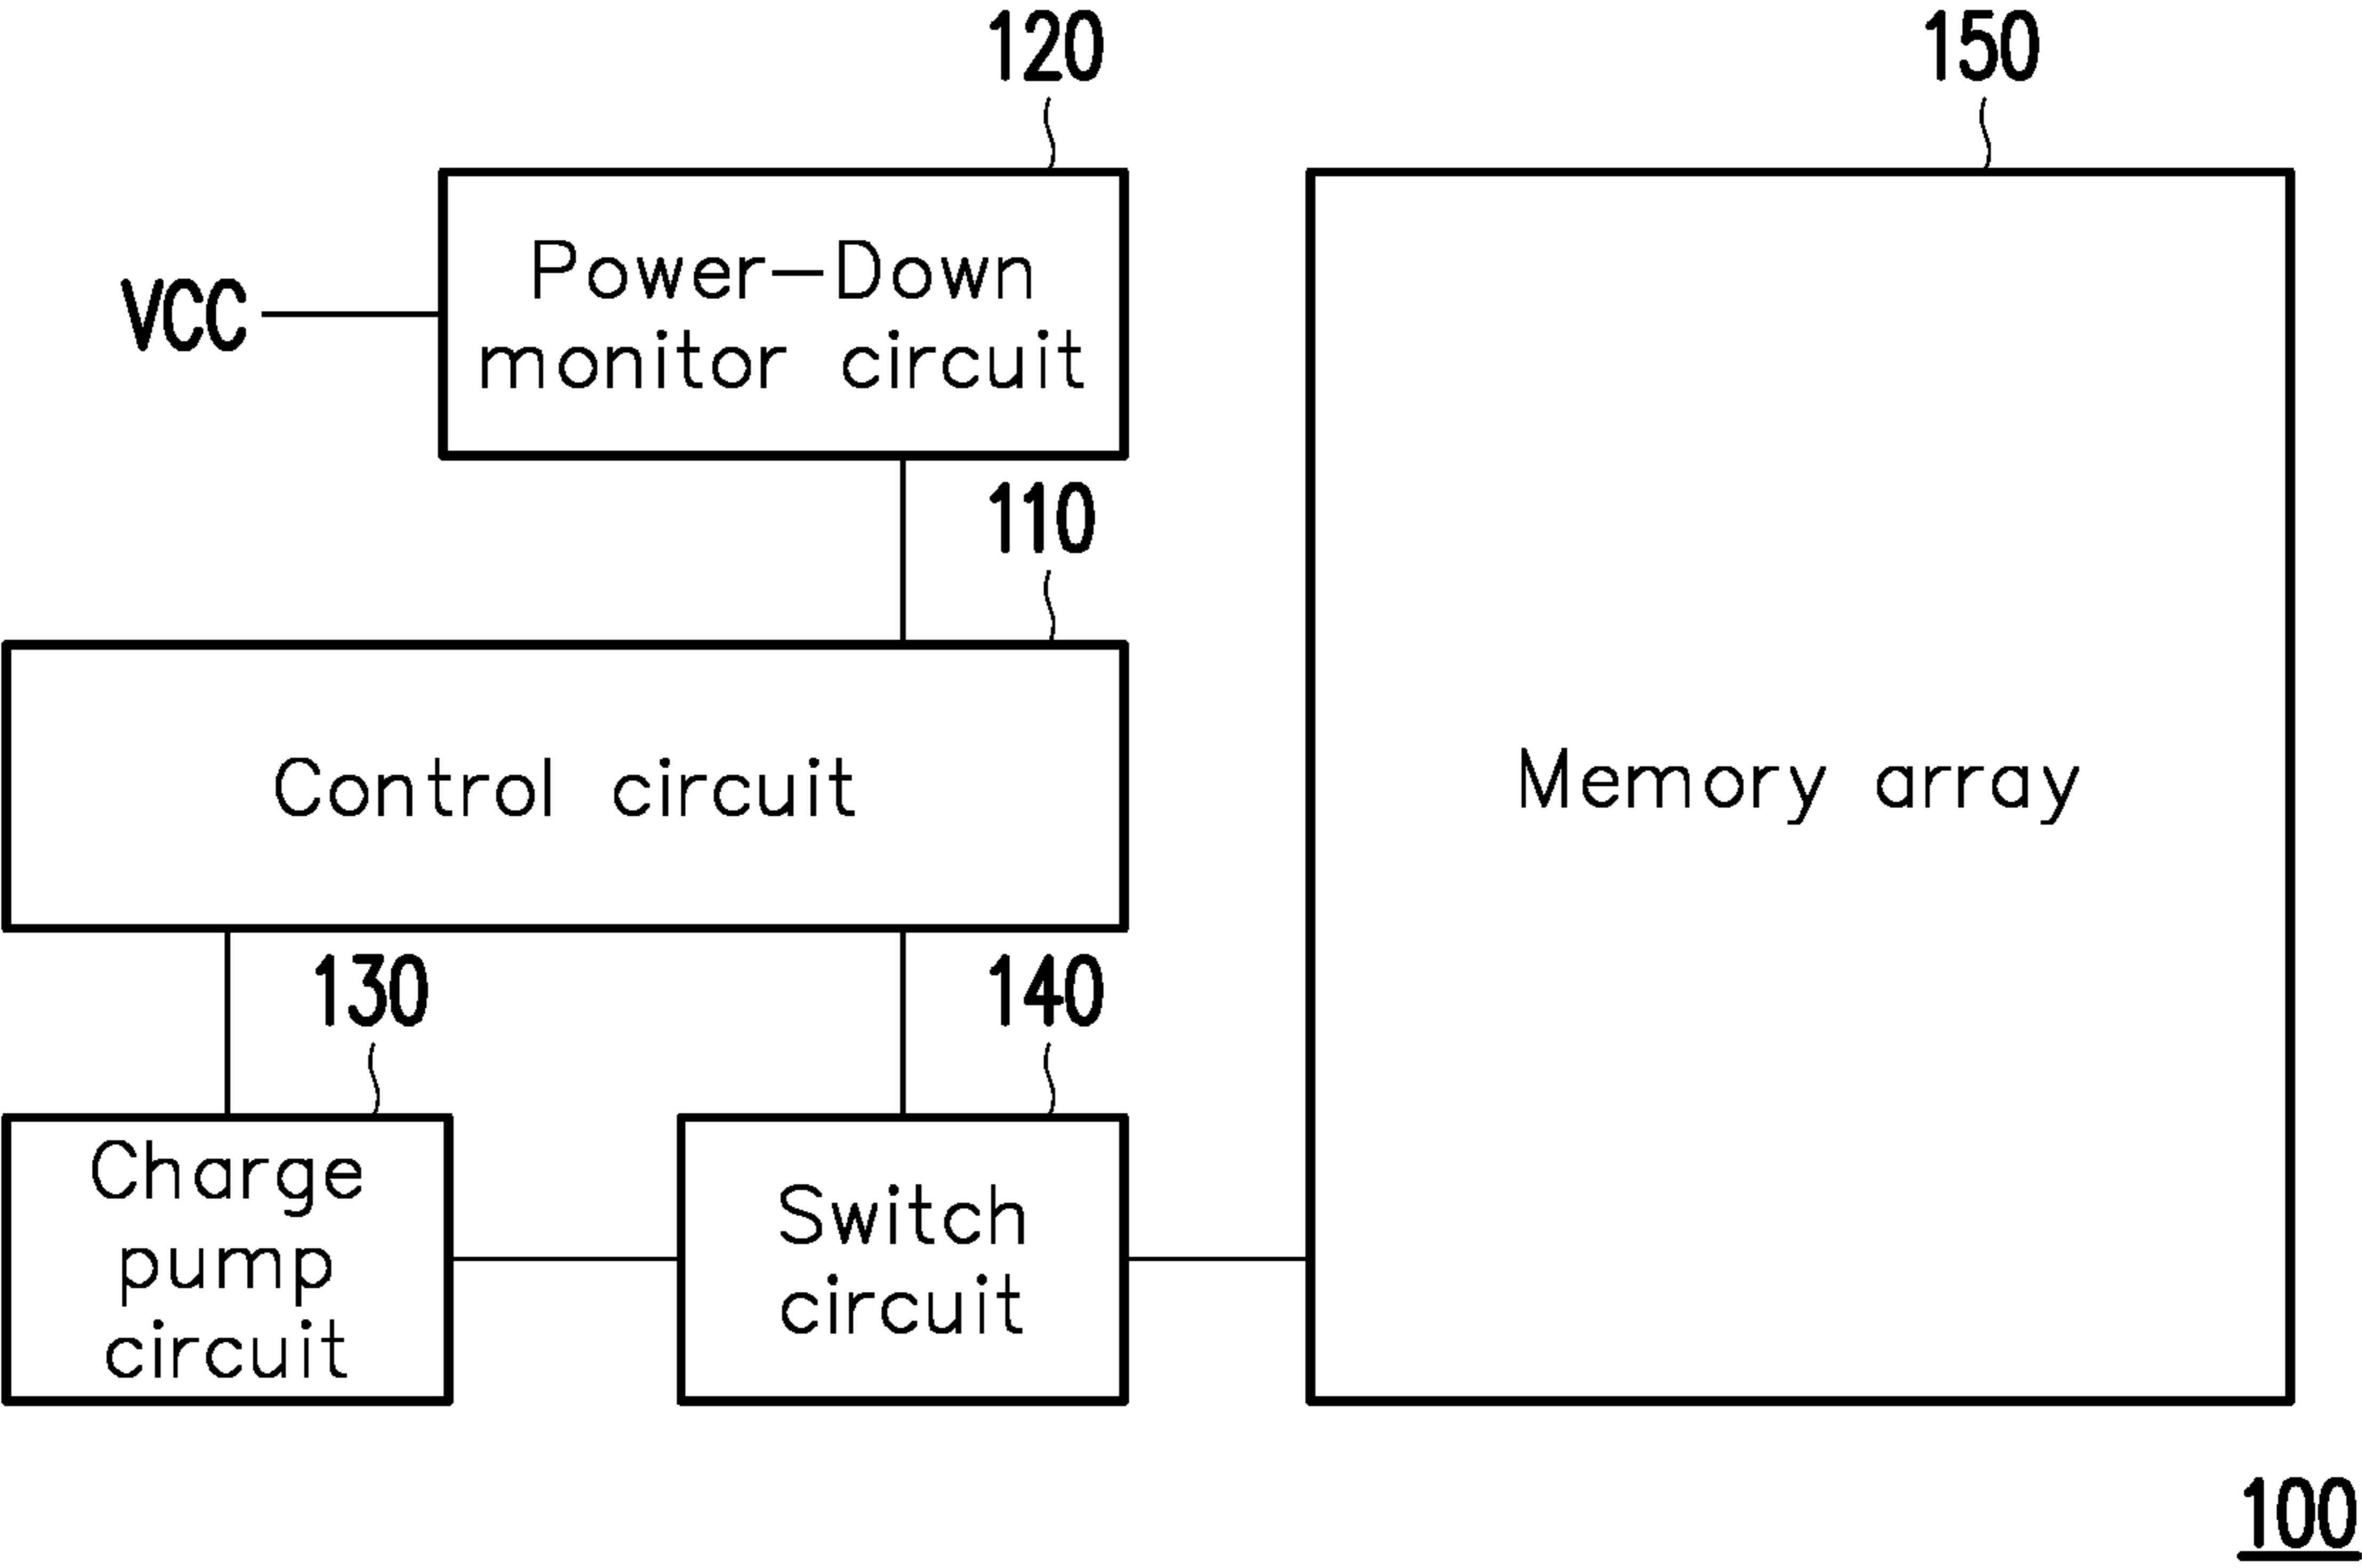 120
150
Power-Down
monitor circuit
VCC
110
Control circuit
Memory array
130
140
Charge
pump
circuit
Switch
circuit
100